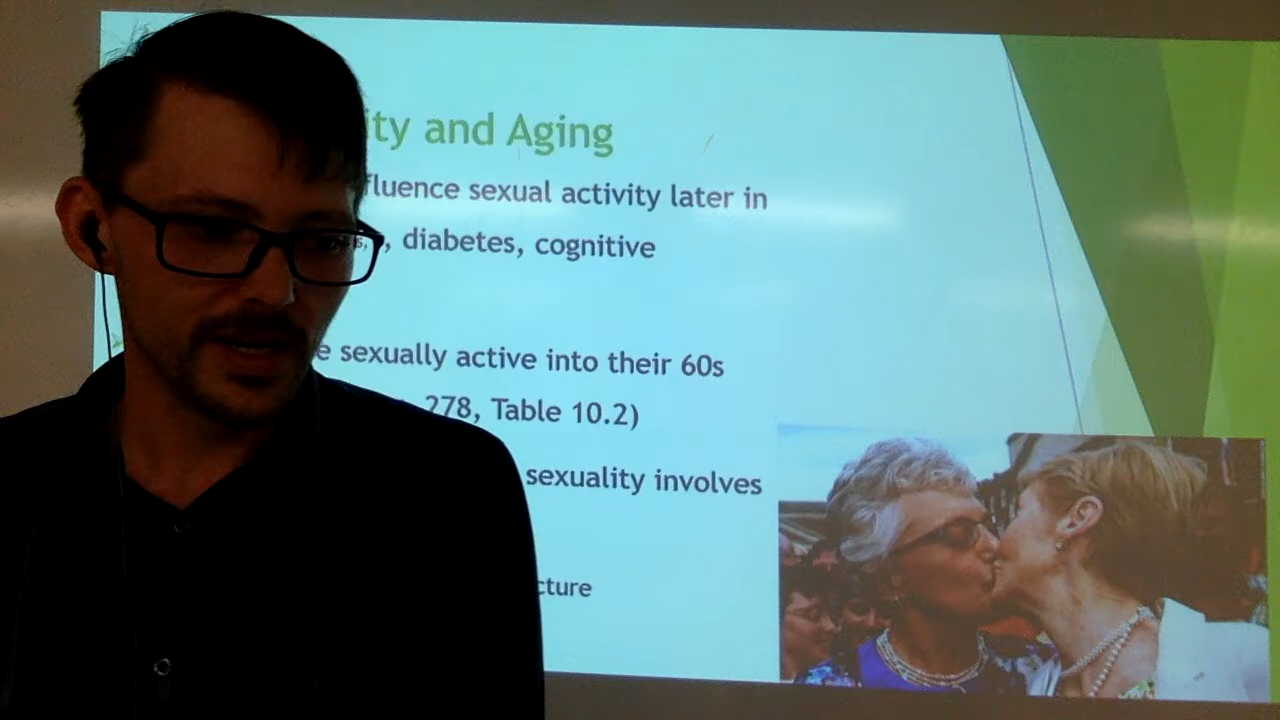 ity and Aging
fluence sexual activity later in
, diabetes, cognitive
e sexually active into their 60s
278, Table 10.2)
sexuality involves
cture